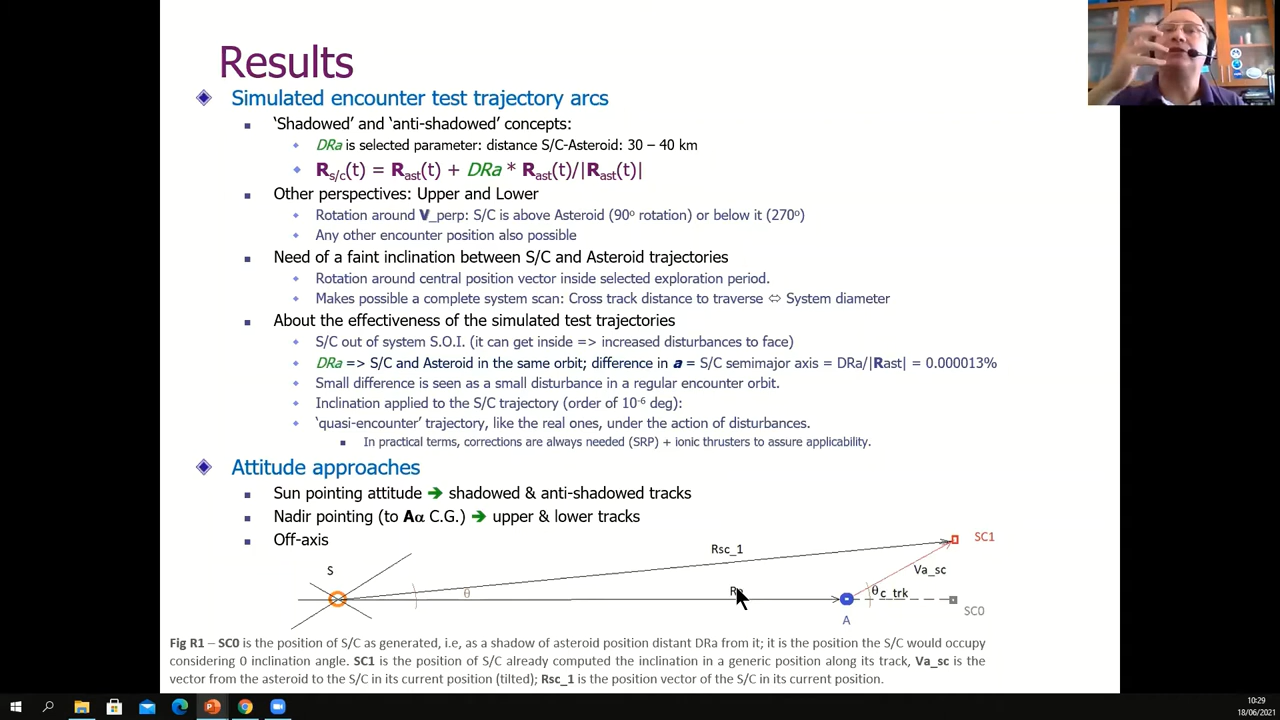 Results
Simulated encounter test trajectory arcs
‘Shadowed’ and ‘anti-shadowed’ concepts:
DRa is selected parameter: distance S/C-Asteroid: 30 – 40 km
Rs/c(t) = Rast(t) + DRa * Rast(t)/|Rast(t)|
Other perspectives: Upper and Lower
Rotation around V_perp: S/C is above Asteroid (90º rotation) or below it (270º)
Any other encounter position also possible
Need of a faint inclination between S/C and Asteroid trajectories
Rotation around central position vector inside selected exploration period.
Makes possible a complete system scan: Cross track distance to traverse ⇔ System diameter
About the effectiveness of the simulated test trajectories
S/C out of system S.O.I. (it can get inside => increased disturbances to face)
DRa => S/C and Asteroid in the same orbit; difference in a = S/C semimajor axis = DRa/|Rast| = 0.000013%
Small difference is seen as a small disturbance in a regular encounter orbit.
Inclination applied to the S/C trajectory (order of 10⁻⁶ deg):
‘quasi-encounter’ trajectory, like the real ones, under the action of disturbances.
In practical terms, corrections are always needed (SRP) + ionic thrusters to assure applicability.
Attitude approaches
Sun pointing attitude ➔ shadowed & anti-shadowed tracks
Nadir pointing (to Aα C.G.) ➔ upper & lower tracks
Off-axis
SC1
Rsc_1
S
Va_sc
θ
θc_trk
SC0
A
Fig R1 – SC0 is the position of S/C as generated, i.e, as a shadow of asteroid position distant DRa from it; it is the position the S/C would occupy
considering 0 inclination angle. SC1 is the position of S/C already computed the inclination in a generic position along its track, Va_sc is the
vector from the asteroid to the S/C in its current position (tilted); Rsc_1 is the position vector of the S/C in its current position.
10:29
18/06/2021